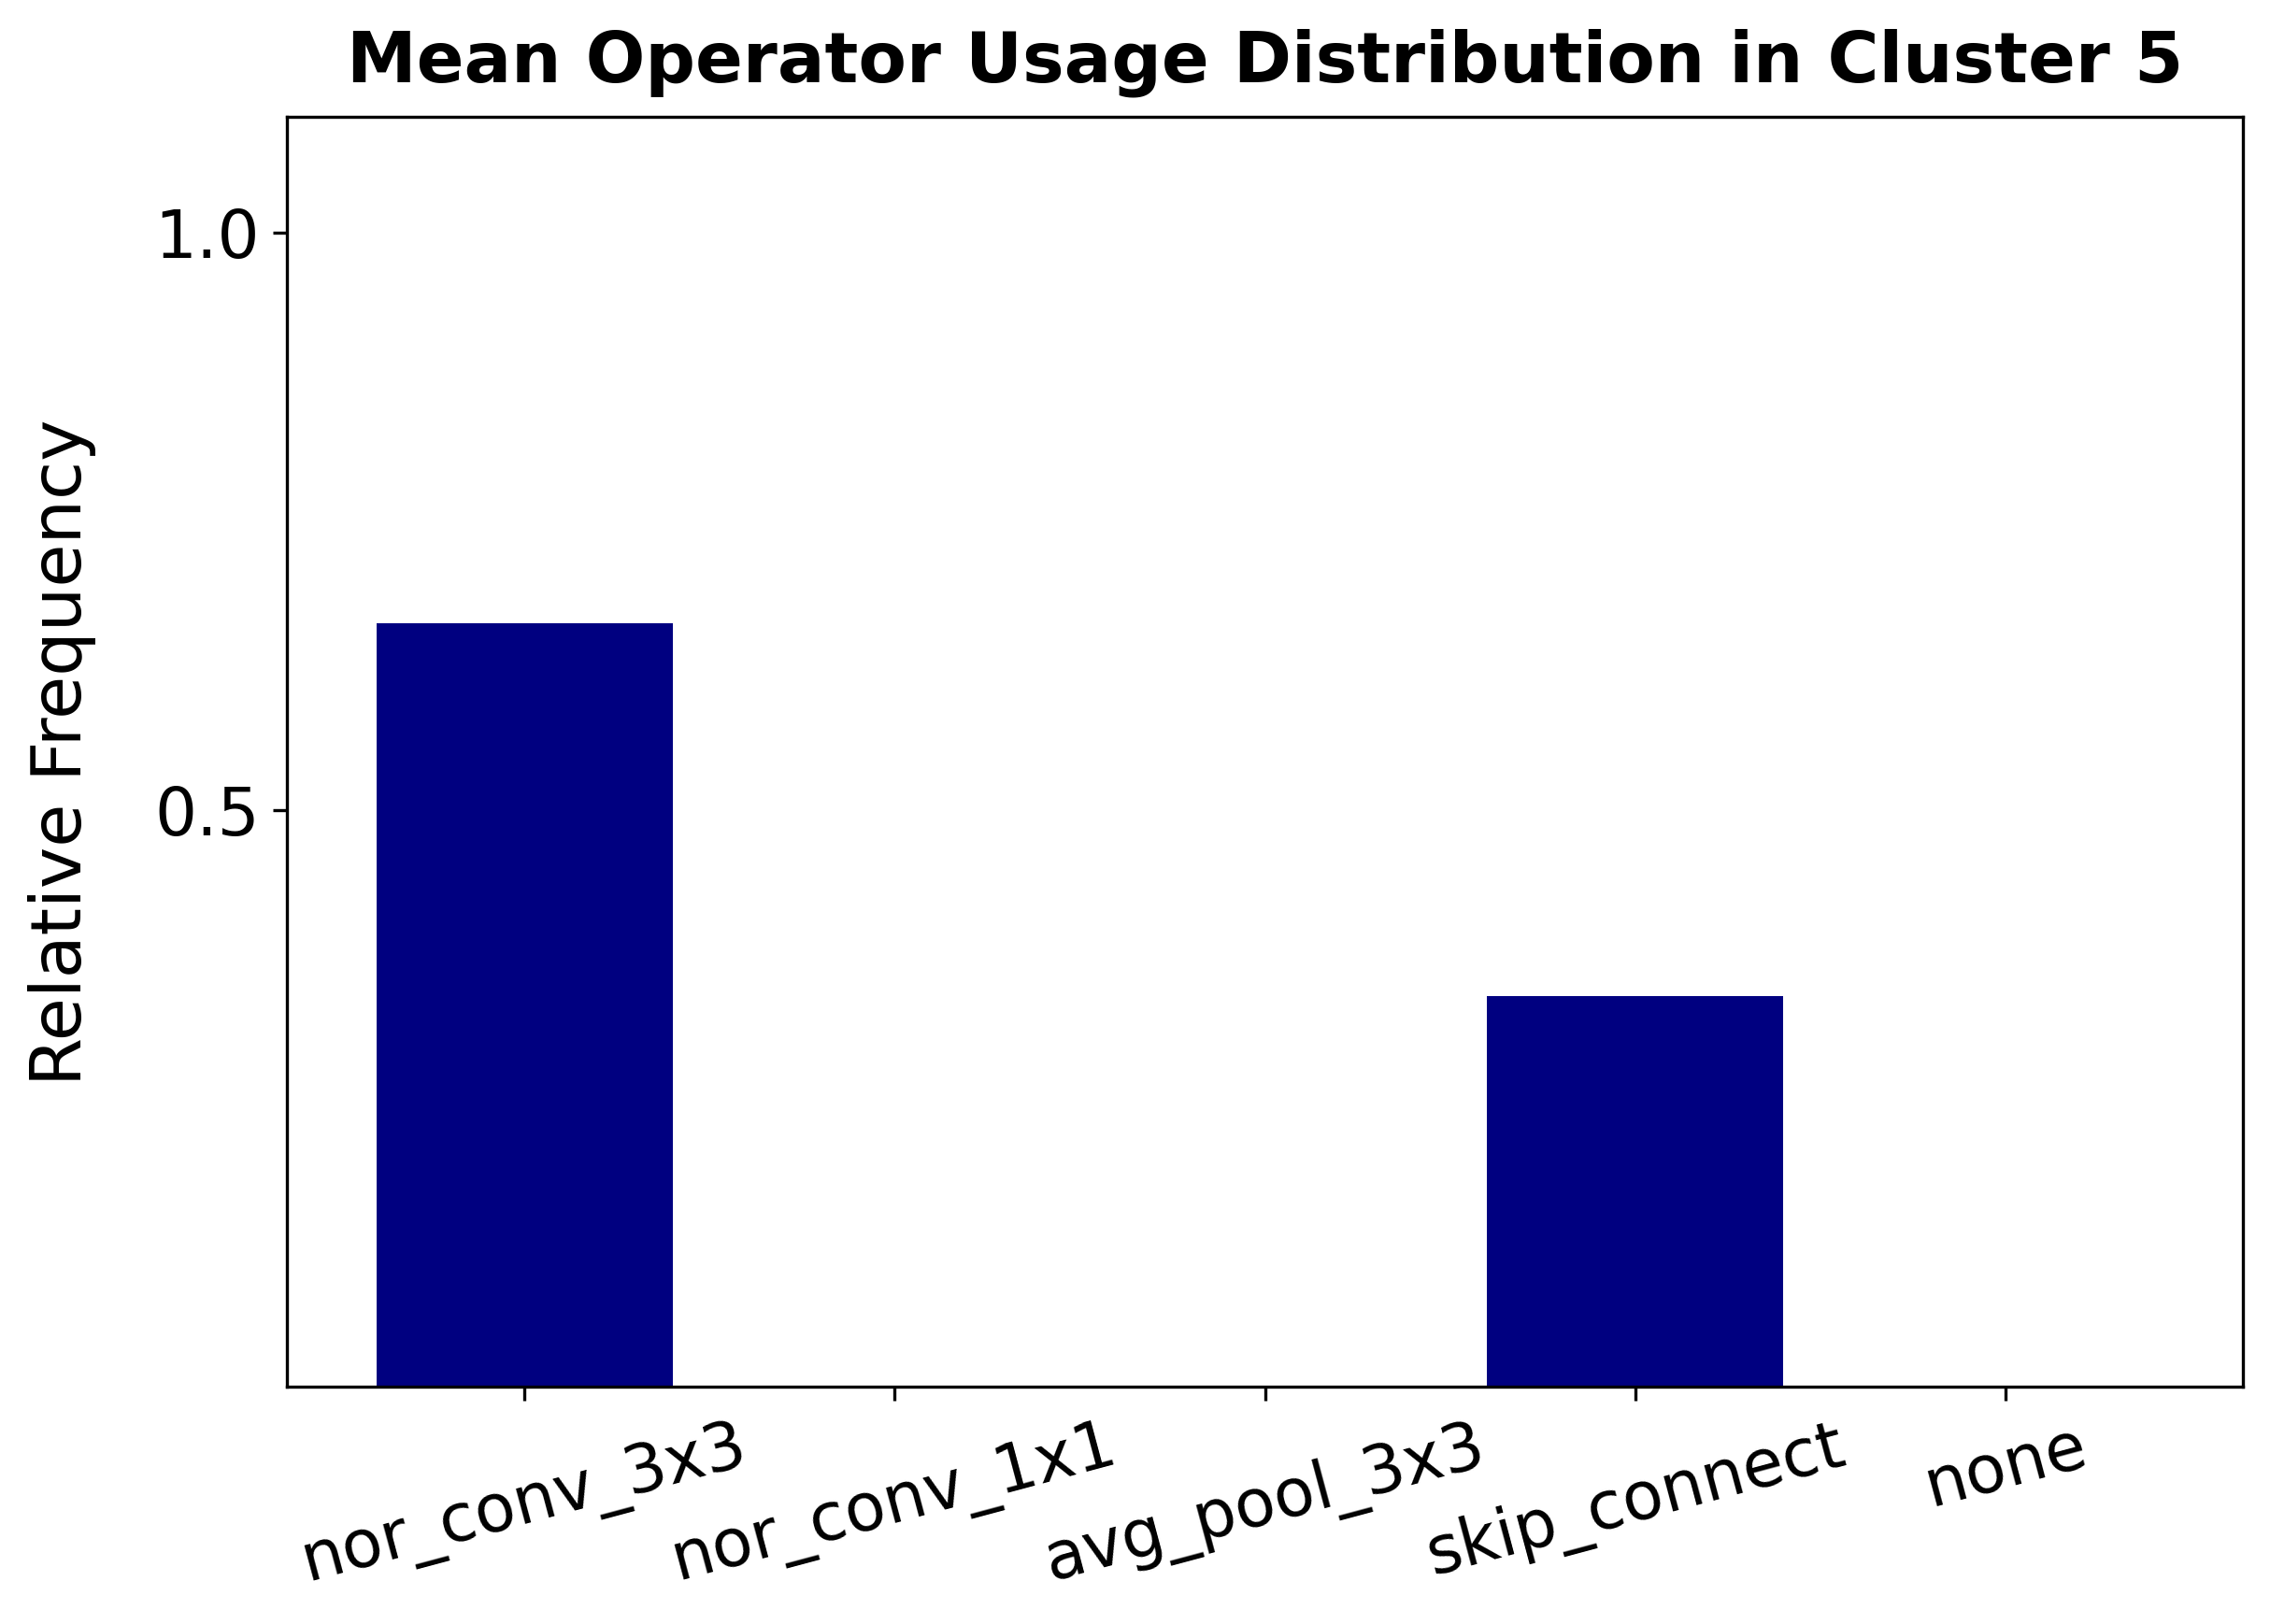 Mean Operator Usage Distribution in Cluster 5
Relative Frequency
1.0
0.5
nor_conv_3x3
nor_conv_1x1
avg_pool_3x3
skip_connect
none